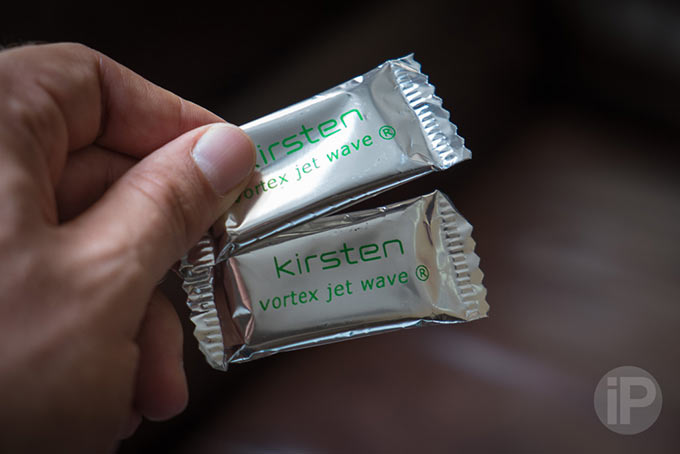 kirsten
vortex jet wave ®
kirsten
vortex jet wave ®
iP